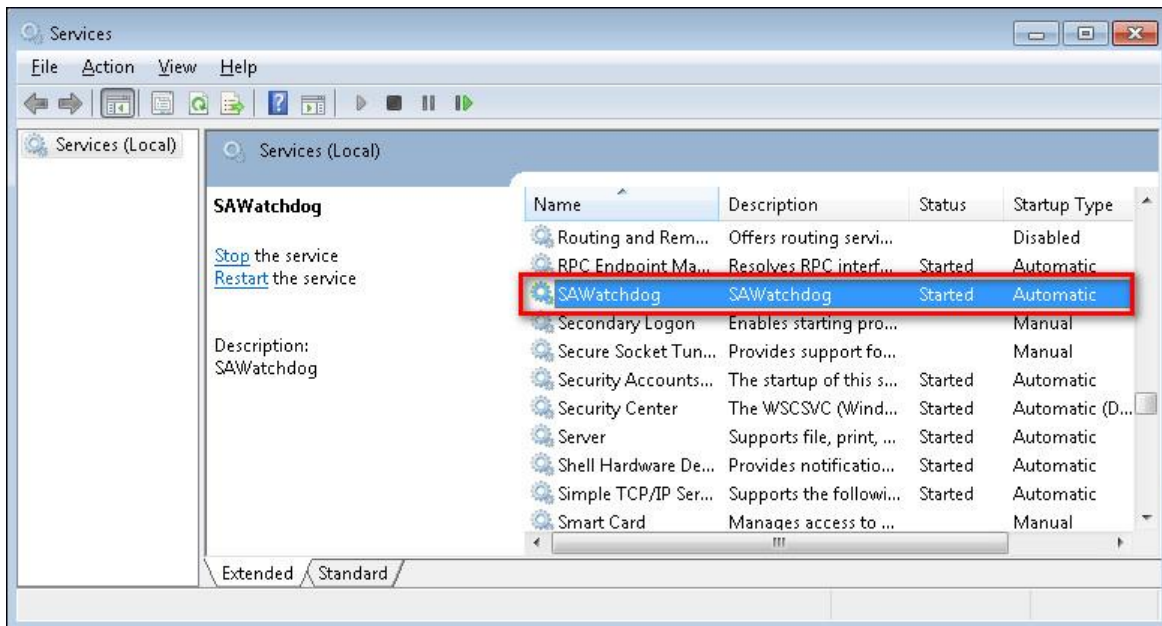 Services
File Action View Help
Services (Local)
Services (Local)
SAWatchdog
Stop the service
Restart the service
Description:
SAWatchdog
Name Description Status Startup Type
Routing and Rem... Offers routing servi... Disabled
RPC Endpoint Ma... Resolves RPC interf... Started Automatic
SAWatchdog SAWatchdog Started Automatic
Secondary Logon Enables starting pro... Manual
Secure Socket Tun... Provides support fo... Manual
Security Accounts... The startup of this s... Started Automatic
Security Center The WSCSVC (Wind... Started Automatic (D...
Server Supports file, print, ... Started Automatic
Shell Hardware De... Provides notificatio... Started Automatic
Simple TCP/IP Ser... Supports the followi... Started Automatic
Smart Card Manages access to ... Manual
Extended Standard